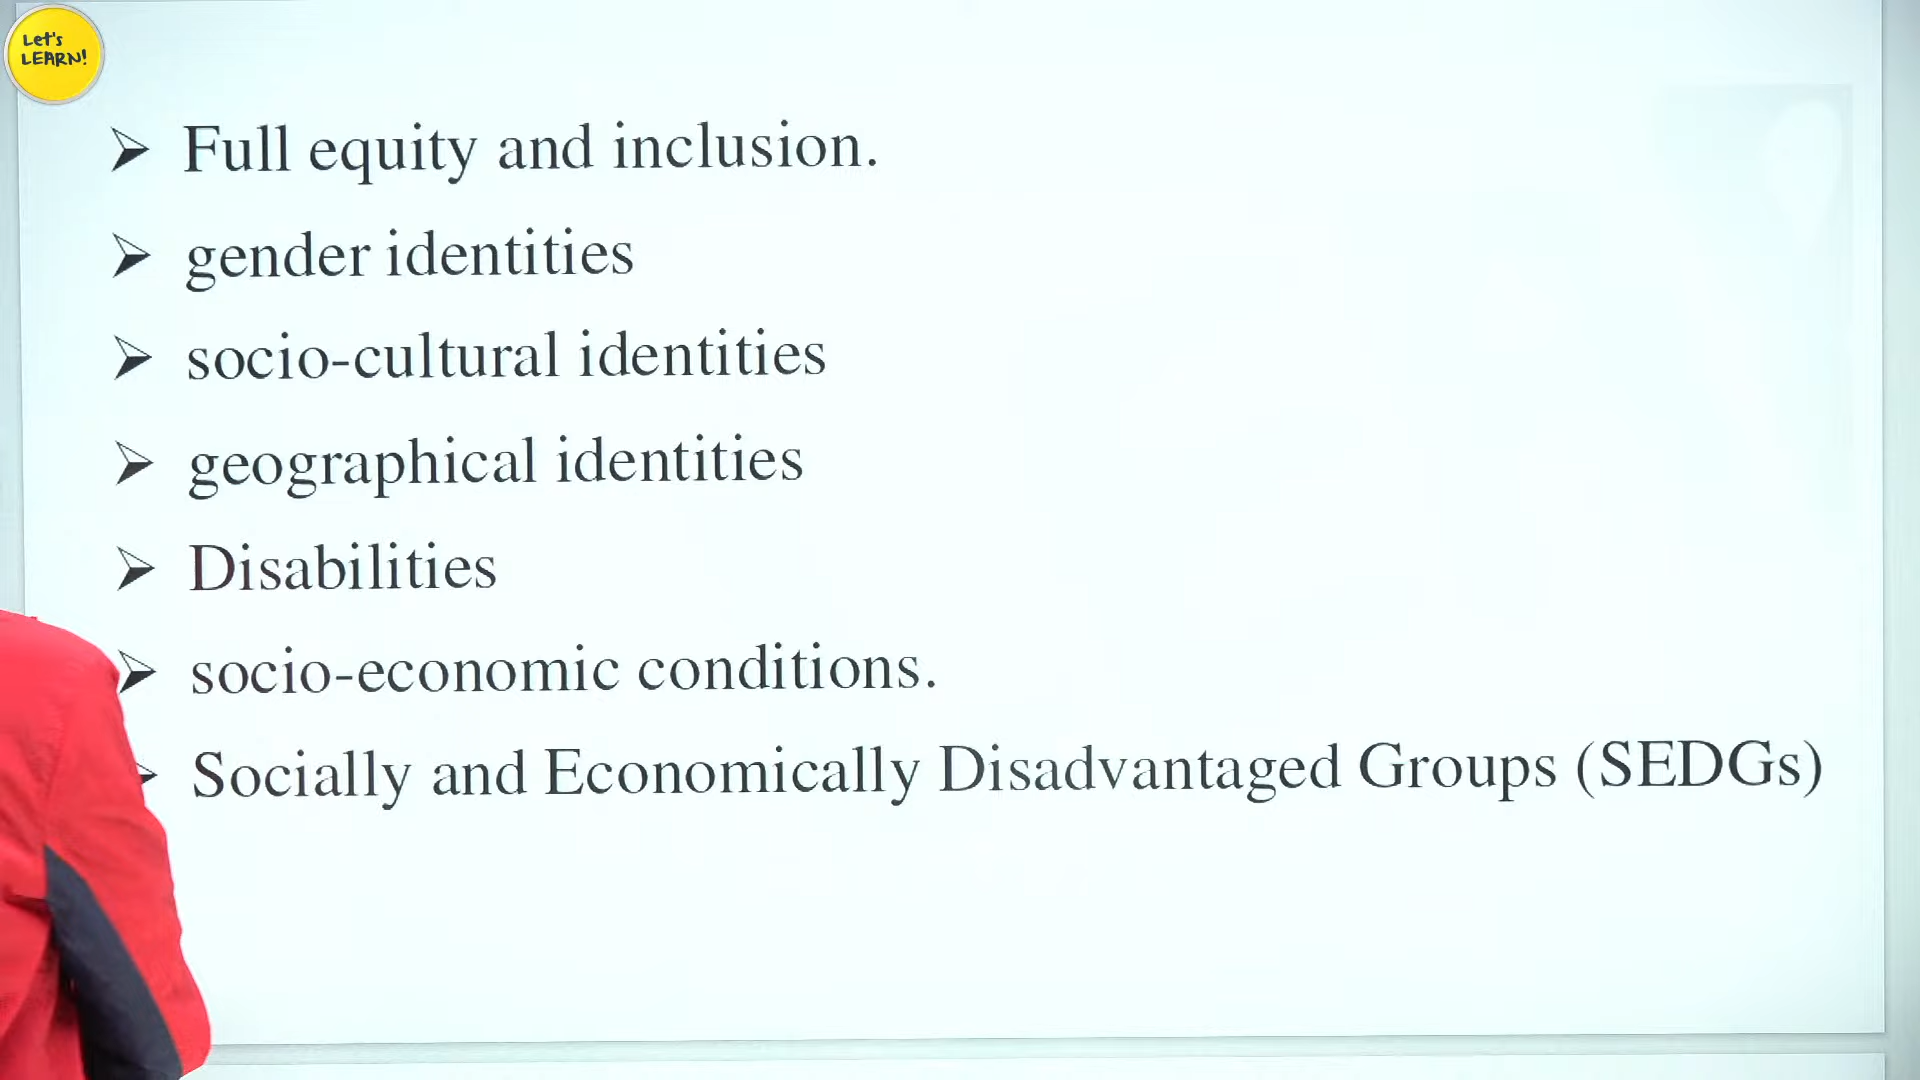 Let's
LEARN!
Full equity and inclusion.
gender identities
socio-cultural identities
geographical identities
Disabilities
socio-economic conditions.
Socially and Economically Disadvantaged Groups (SEDGs)